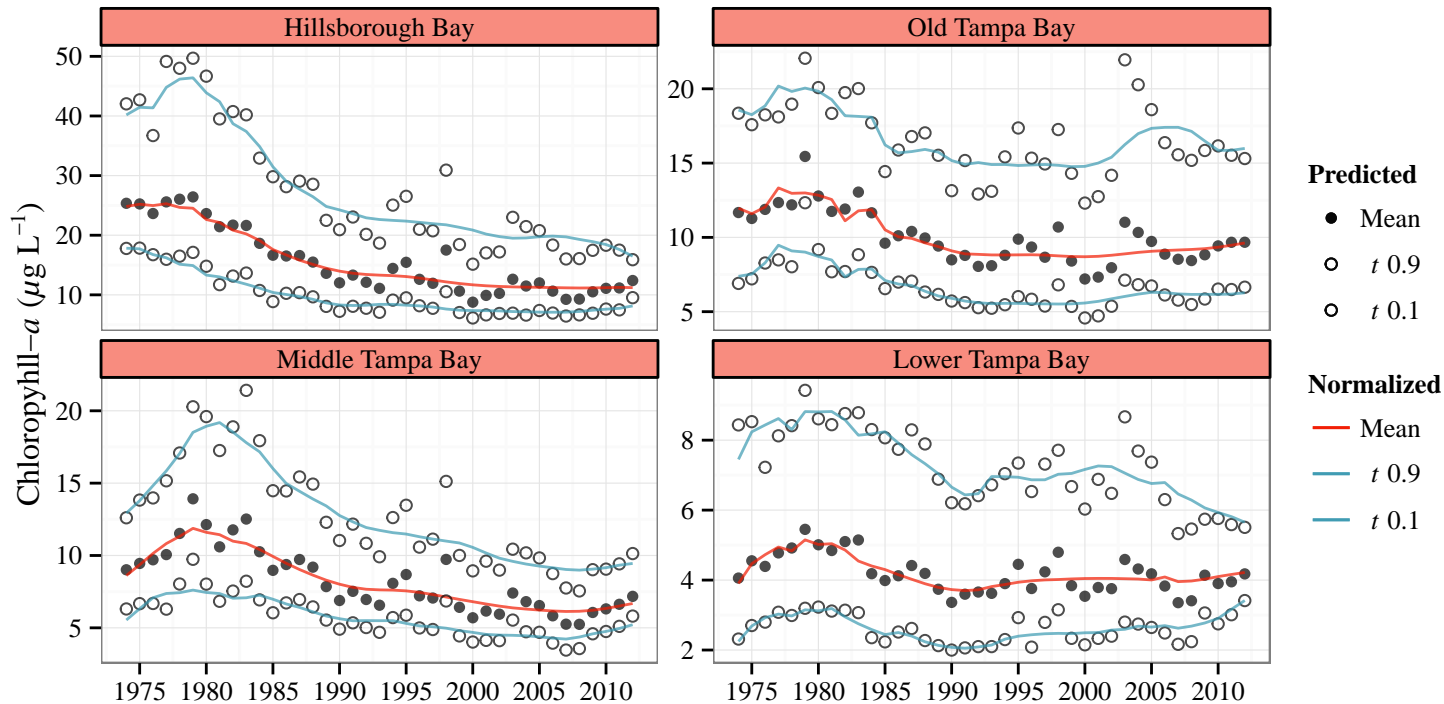 Hillsborough Bay
Old Tampa Bay
50
40
30
20
10
20
15
10
5
Middle Tampa Bay
Lower Tampa Bay
20
15
10
5
8
6
4
2
1975 1980 1985 1990 1995 2000 2005 2010
1975 1980 1985 1990 1995 2000 2005 2010
Chloropyhll−a (μg L⁻¹)
Predicted
Mean
t 0.9
t 0.1
Normalized
Mean
t 0.9
t 0.1